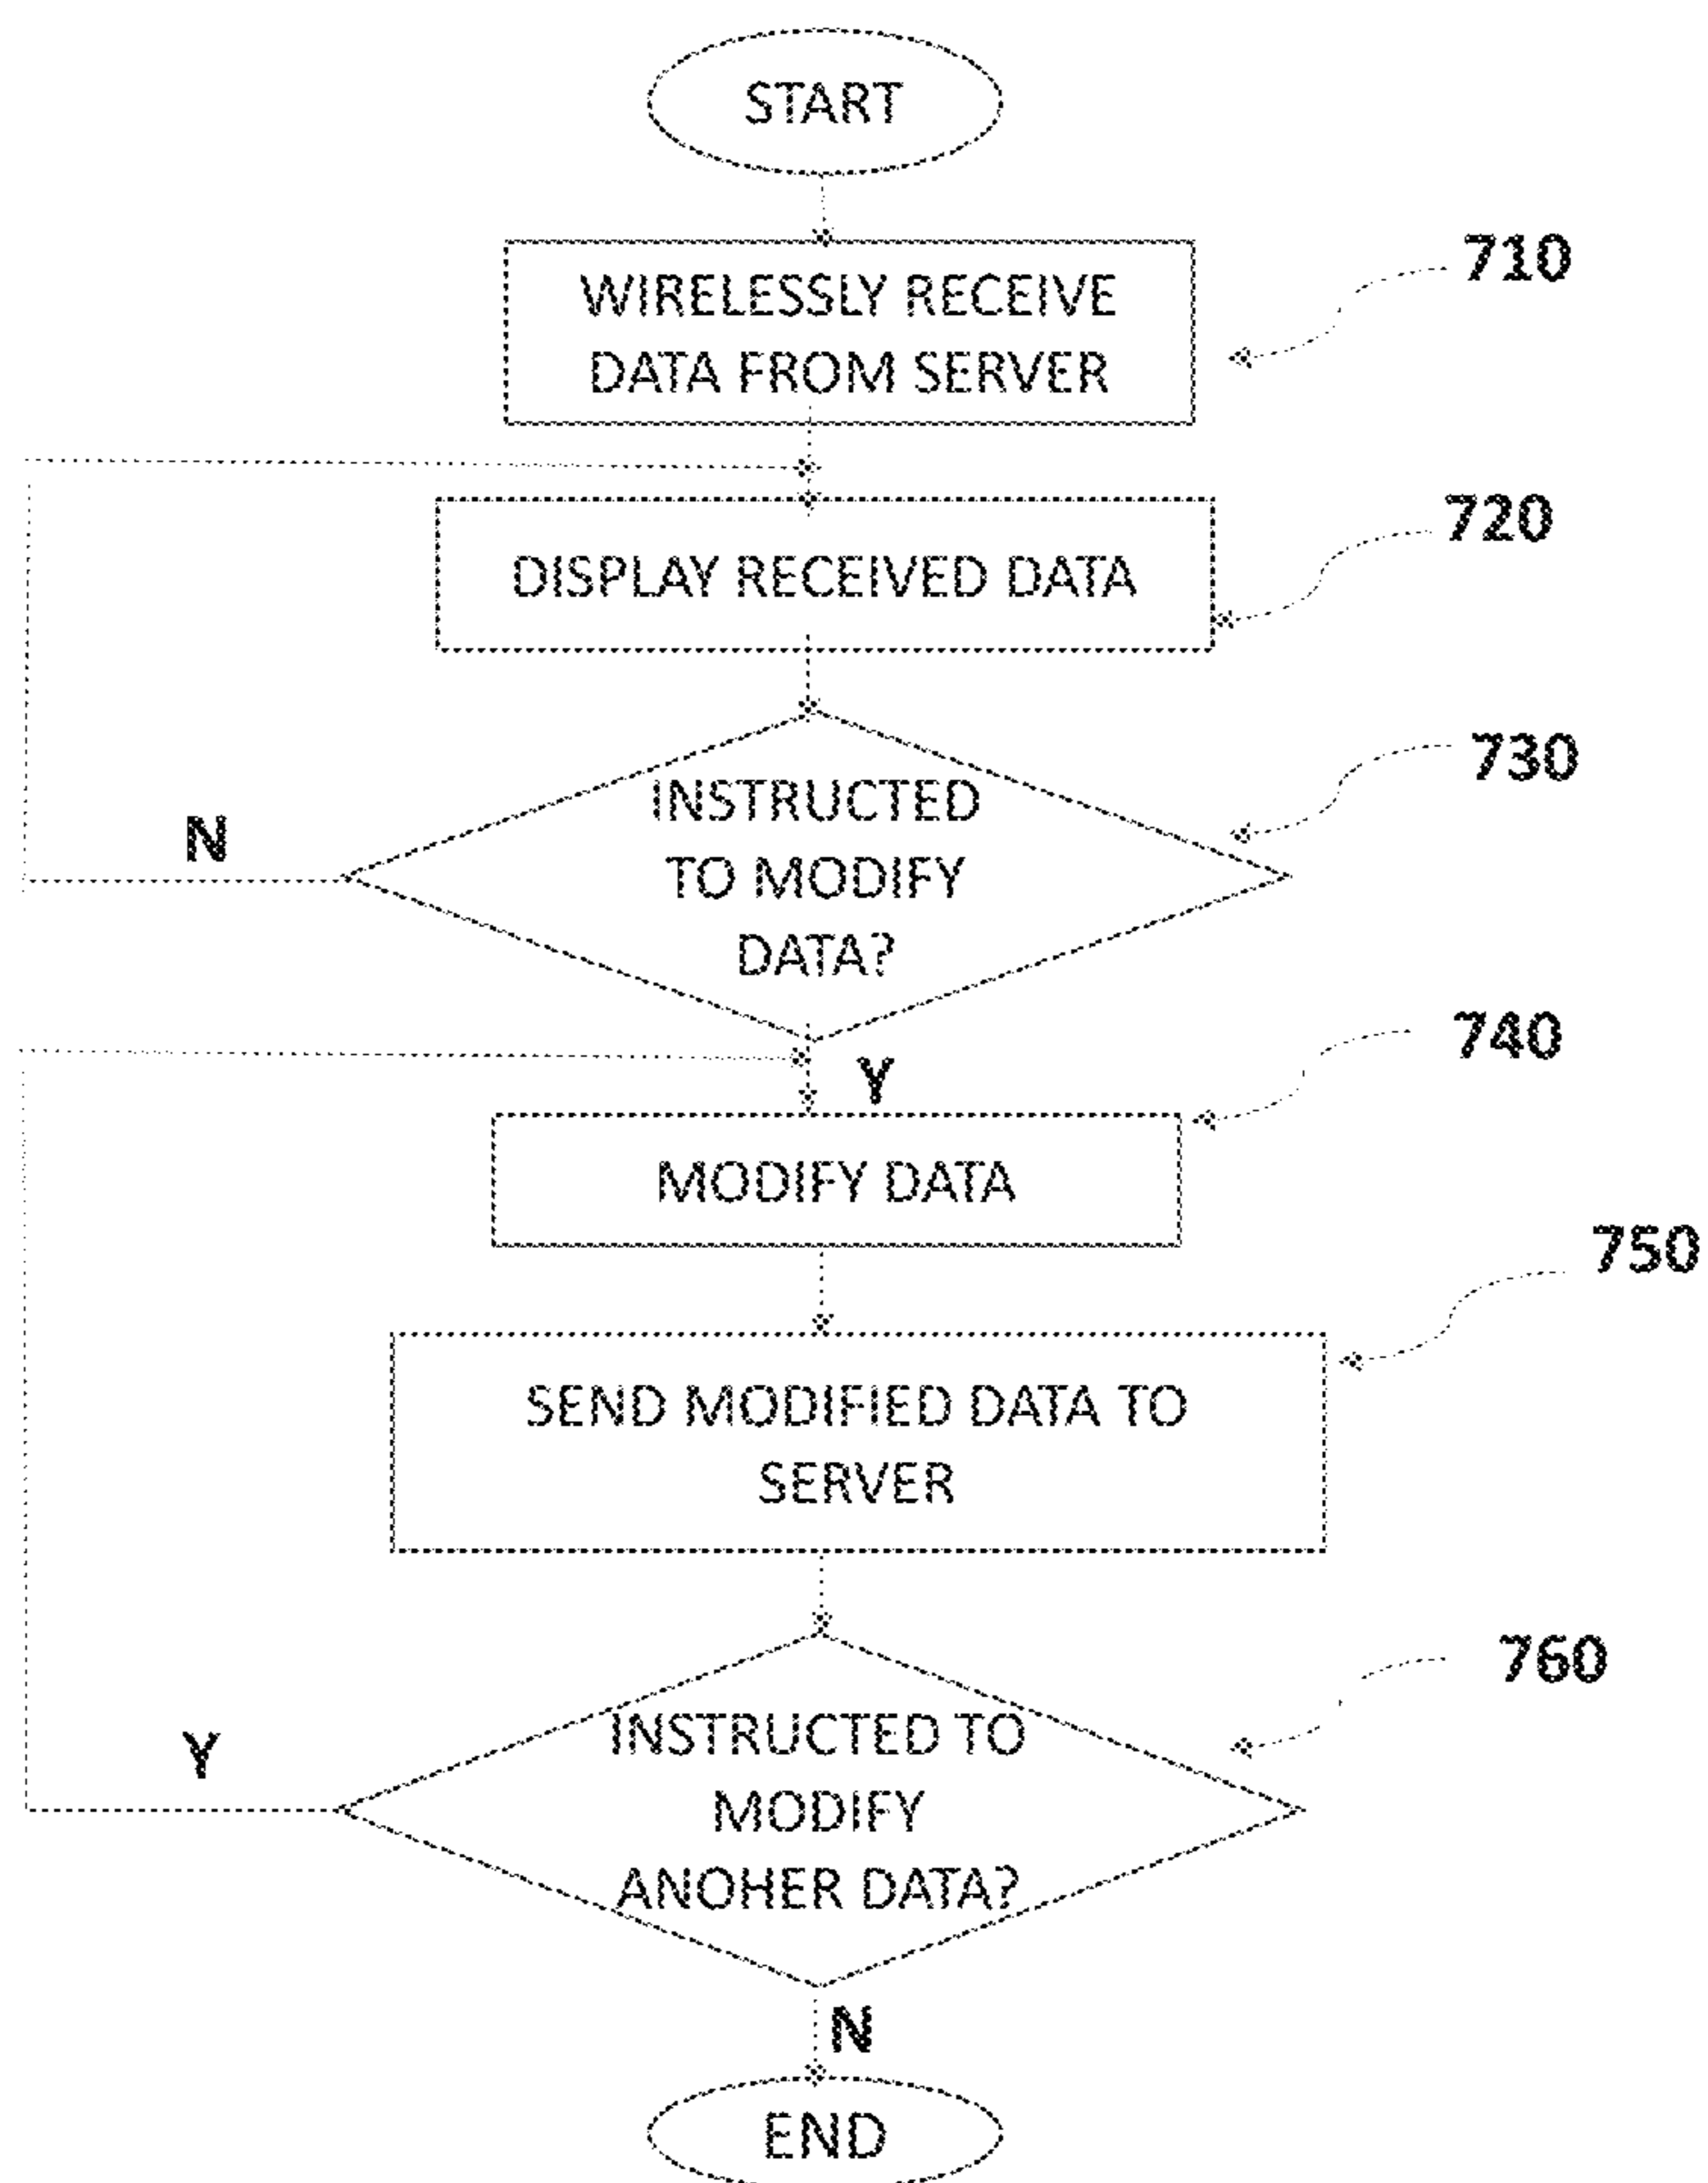 START
WIRELESSLY RECEIVE
DATA FROM SERVER
710
DISPLAY RECEIVED DATA
720
INSTRUCTED
TO MODIFY
DATA?
730
N
Y
MODIFY DATA
740
SEND MODIFIED DATA TO
SERVER
750
INSTRUCTED TO
MODIFY
ANOHER DATA?
760
Y
N
END